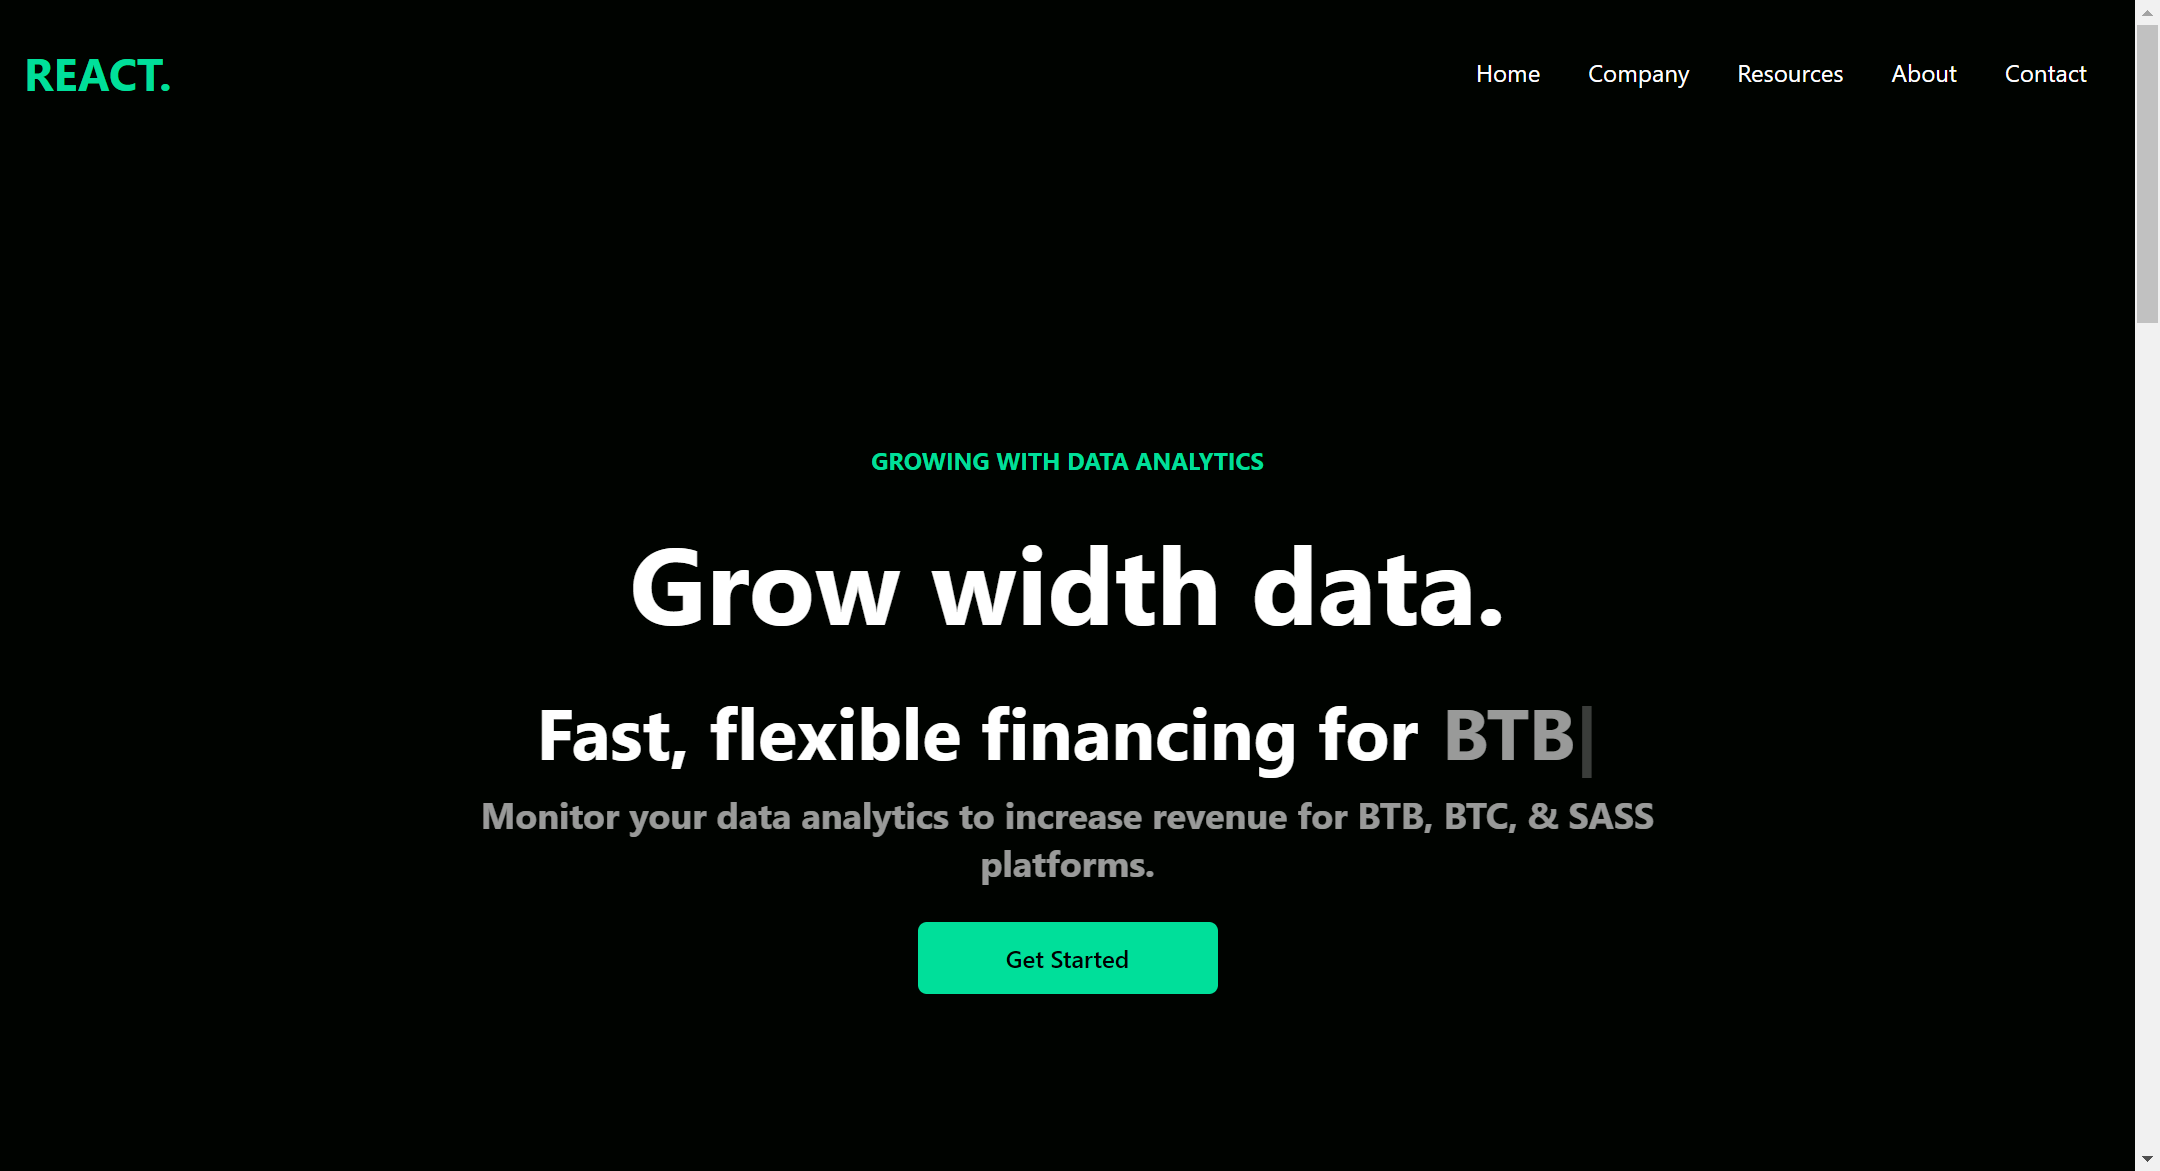 REACT.
Home
Company
Resources
About
Contact
GROWING WITH DATA ANALYTICS
Grow width data.
Fast, flexible financing for BTB|
Monitor your data analytics to increase revenue for BTB, BTC, & SASS
platforms.
Get Started